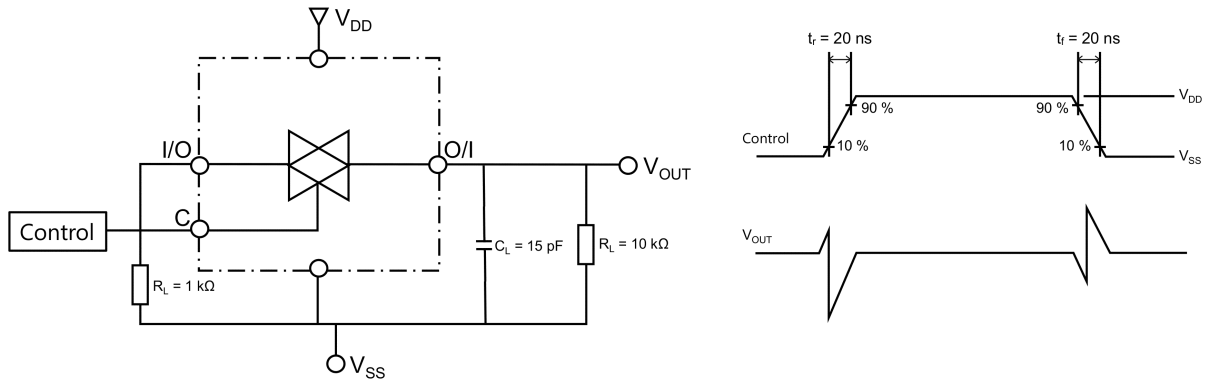 V_DD
I/O
O/I
V_OUT
C
Control
C_L = 15 pF
R_L = 10 kΩ
R_L = 1 kΩ
V_SS
t_r = 20 ns
t_f = 20 ns
90 %
90 %
V_DD
Control
10 %
10 %
V_SS
V_OUT